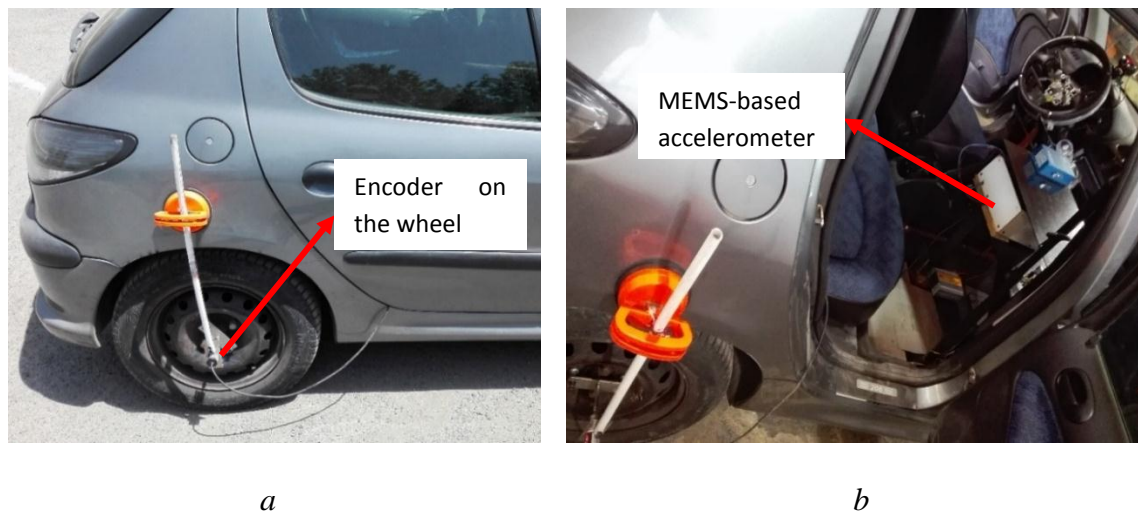 Encoder on
the wheel
MEMS-based
accelerometer
a
b